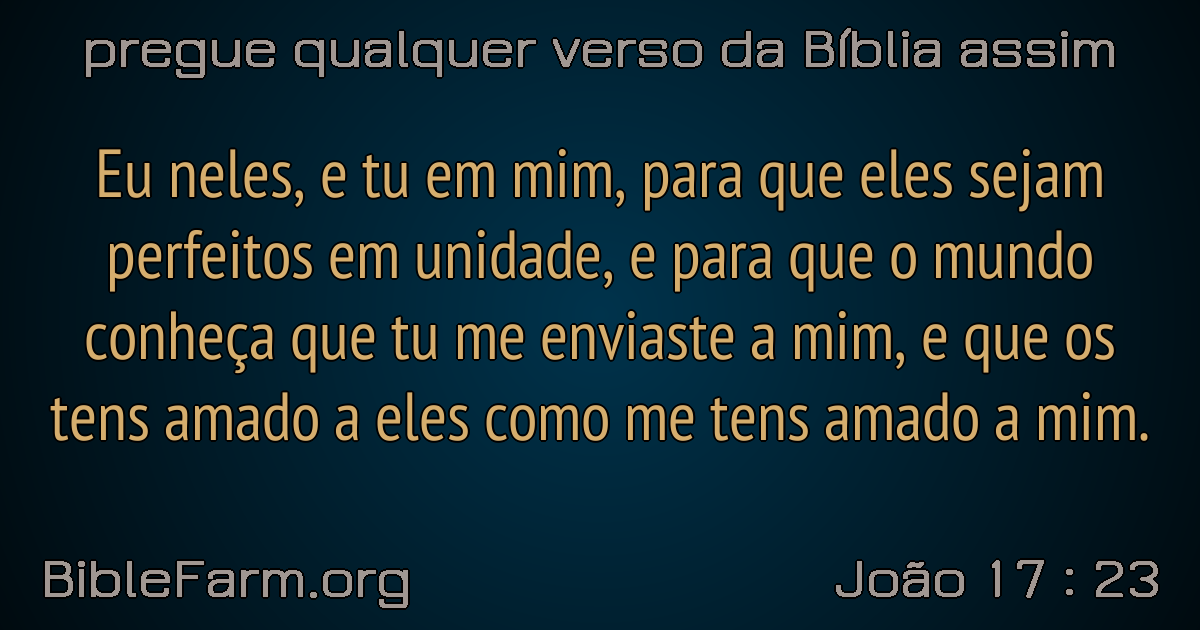 pregue qualquer verso da Bíblia assim
Eu neles, e tu em mim, para que eles sejam
perfeitos em unidade, e para que o mundo
conheça que tu me enviaste a mim, e que os
tens amado a eles como me tens amado a mim.
BibleFarm.org
João 17 : 23